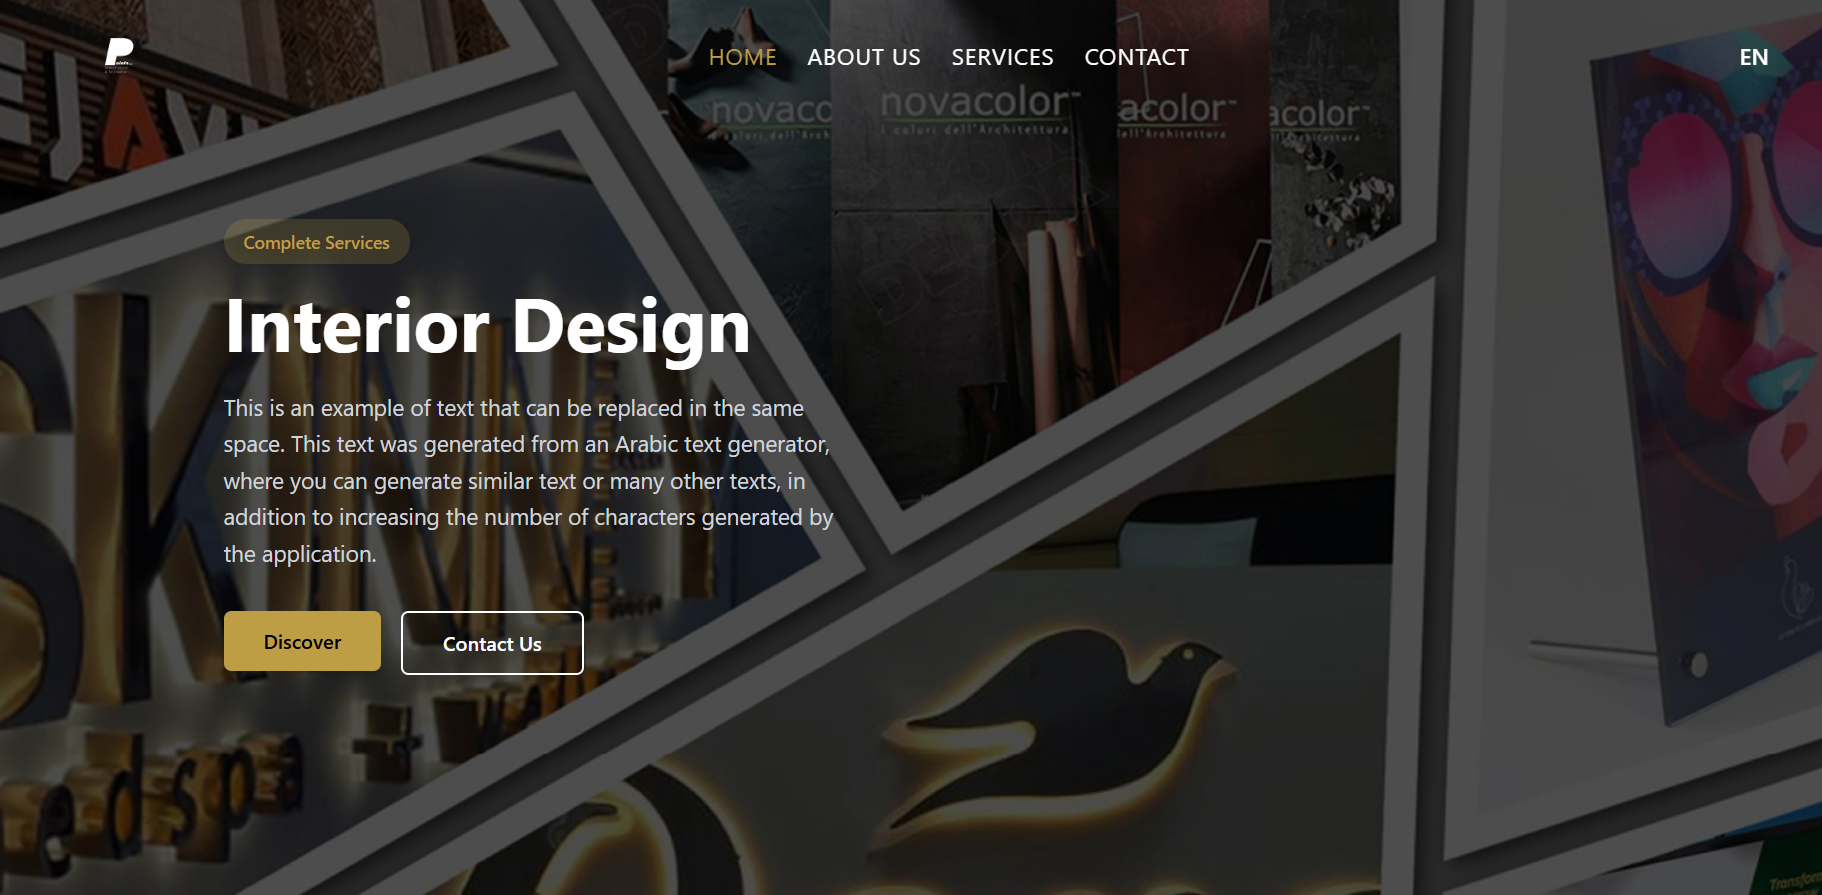 HOME ABOUT US SERVICES CONTACT
EN
novacolor
I colori dell'Architettura
acolor
acolor
Complete Services
Interior Design
This is an example of text that can be replaced in the same
space. This text was generated from an Arabic text generator,
where you can generate similar text or many other texts, in
addition to increasing the number of characters generated by
the application.
Discover
Contact Us